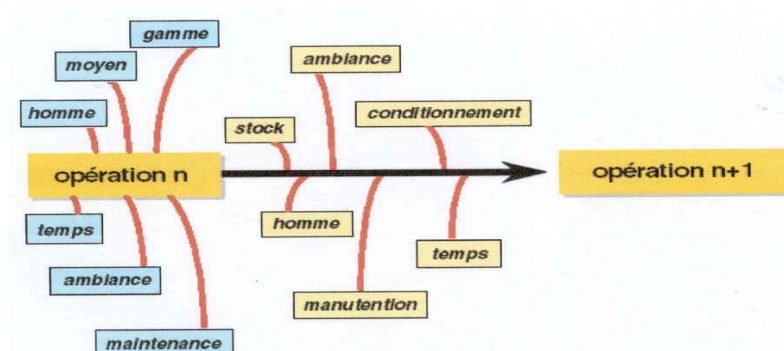 gamme
moyen
homme
opération n
temps
ambiance
maintenance
ambiance
stock
conditionnement
homme
manutention
temps
opération n+1